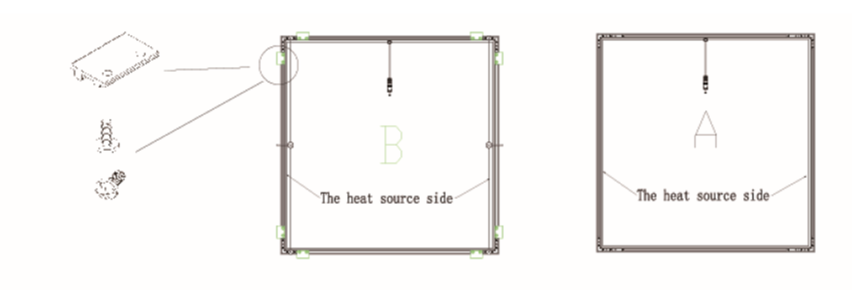 B
The heat source side
A
The heat source side